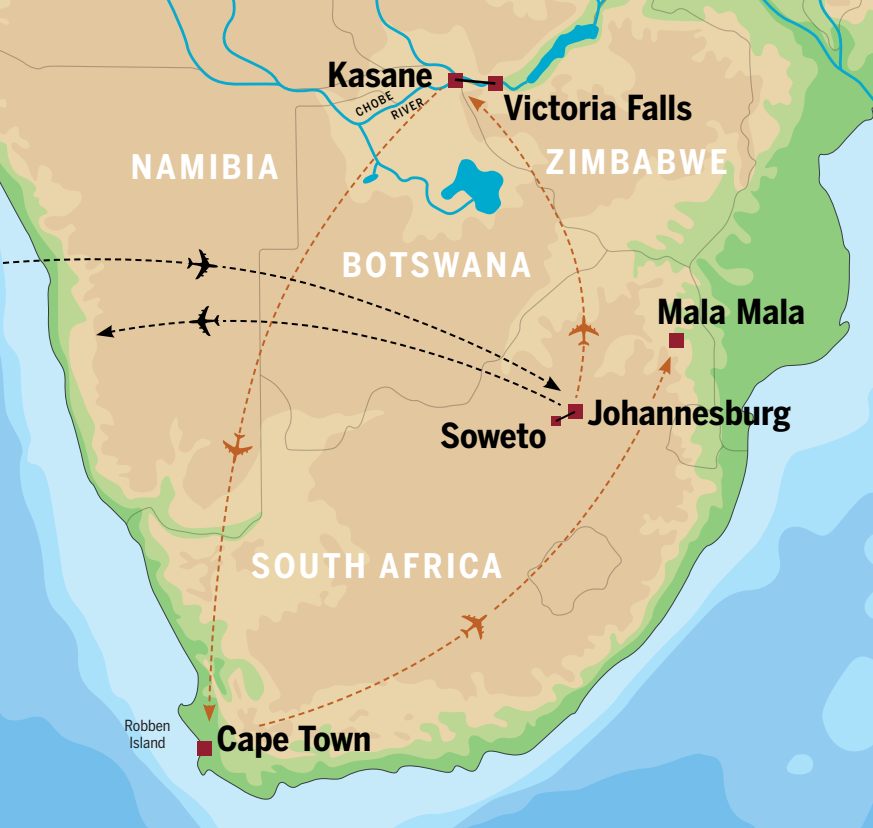 Kasane
CHOBE
RIVER
Victoria Falls
NAMIBIA
ZIMBABWE
BOTSWANA
Mala Mala
Johannesburg
Soweto
SOUTH AFRICA
Robben
Island
Cape Town